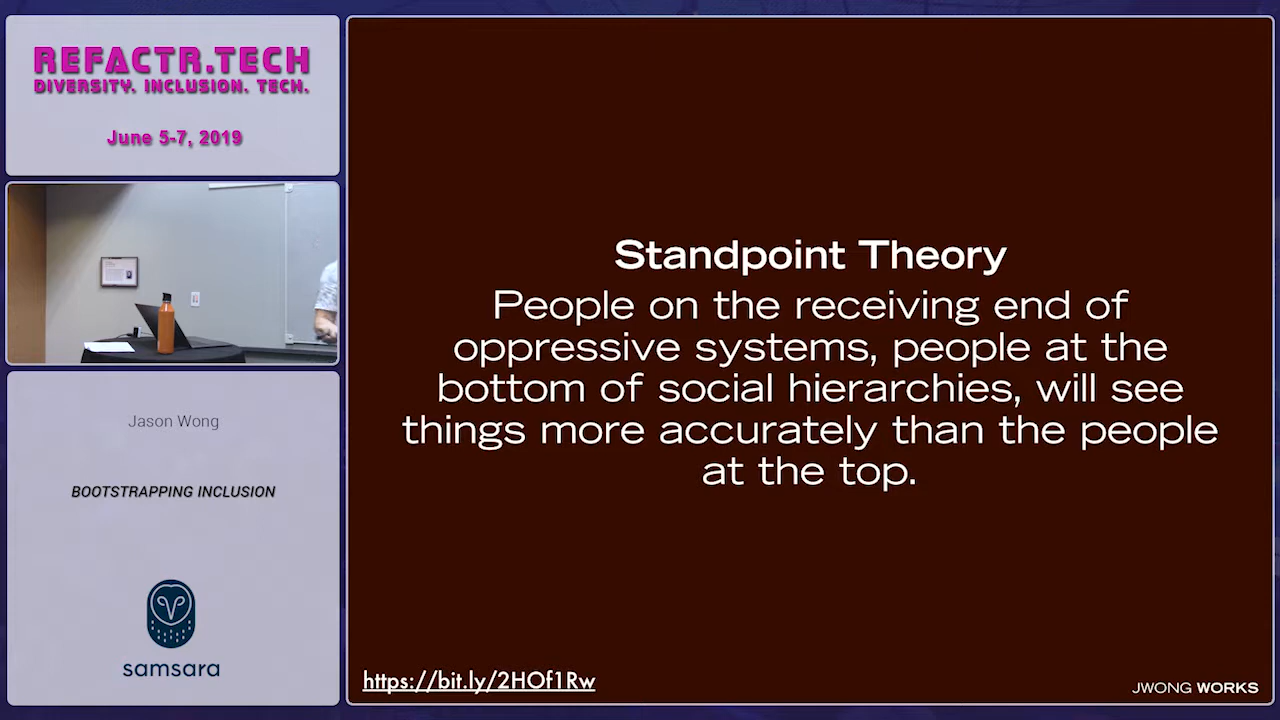 REFACTR.TECH
DIVERSITY. INCLUSION. TECH.
June 5-7, 2019
Jason Wong
BOOTSTRAPPING INCLUSION
samsara
Standpoint Theory
People on the receiving end of
oppressive systems, people at the
bottom of social hierarchies, will see
things more accurately than the people
at the top.
https://bit.ly/2HOf1Rw
JWONG WORKS